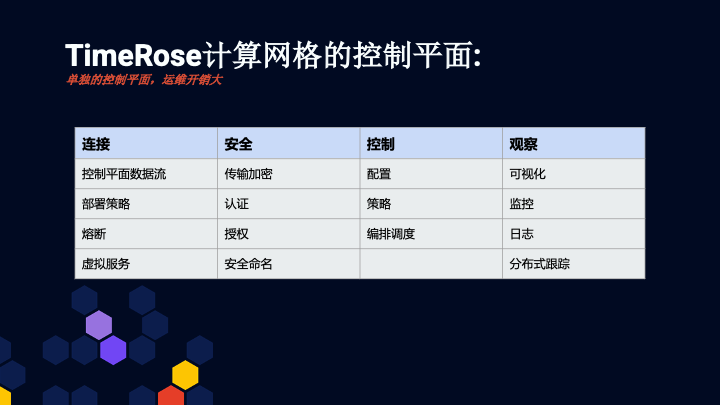 TimeRose计算网格的控制平面:
单独的控制平面，运维开销大
连接 安全 控制 观察
控制平面数据流 传输加密 配置 可视化
部署策略 认证 策略 监控
熔断 授权 编排调度 日志
虚拟服务 安全命名 分布式跟踪